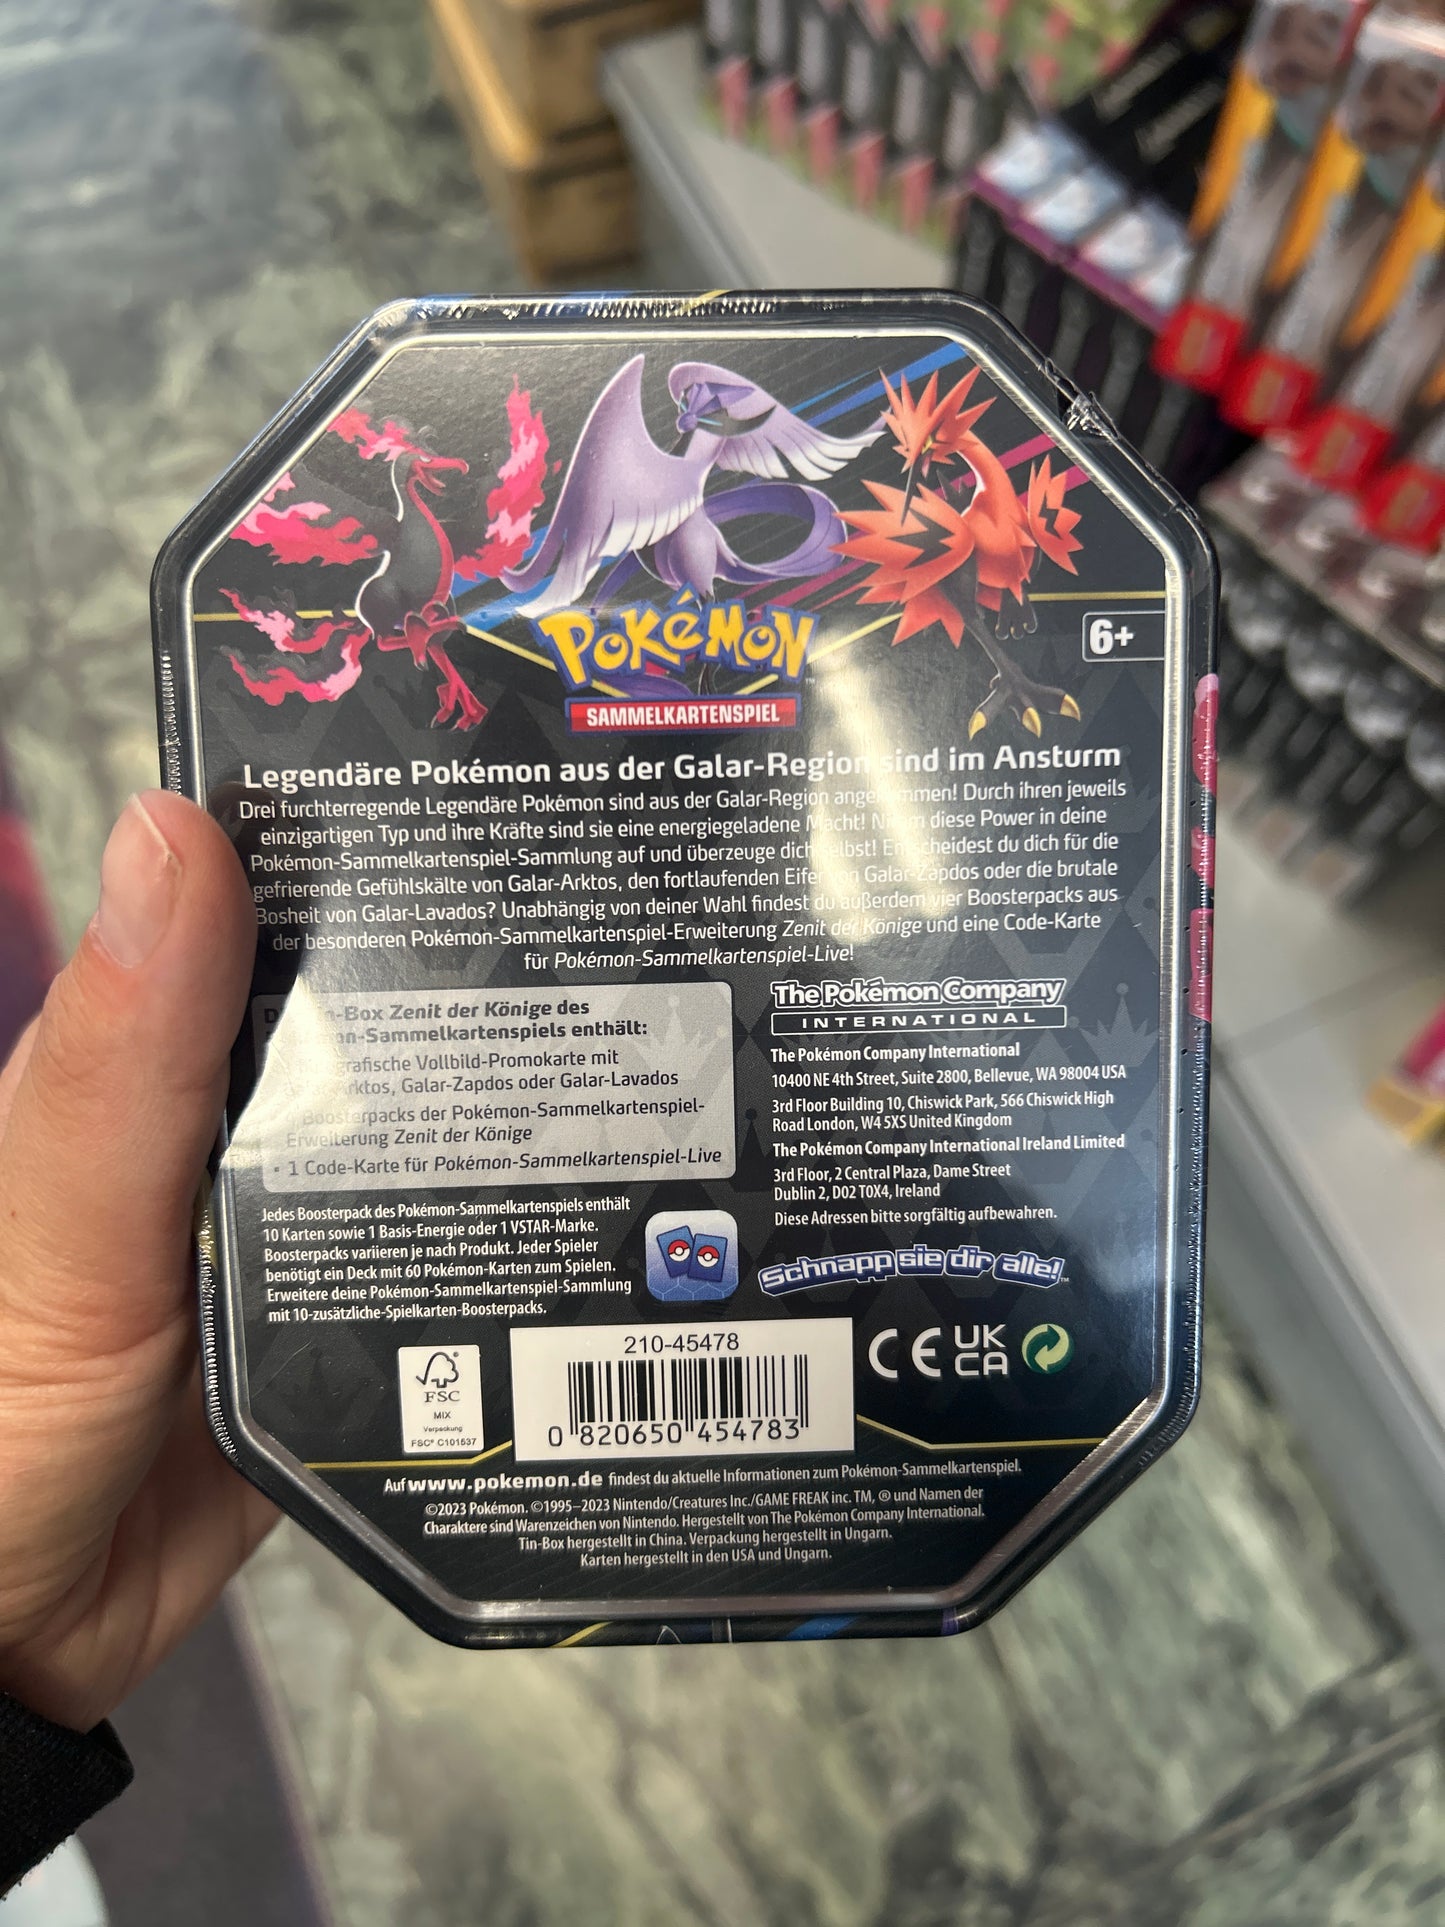 POKéMON
SAMMELKARTENSPIEL
6+
Legendäre Pokémon aus der Galar-Region sind im Ansturm
Drei furchterregende Legendäre Pokémon sind aus der Galar-Region angekommen! Durch ihren jeweils
einzigartigen Typ und ihre Kräfte sind sie eine energiegeladene Macht! Nimm diese Power in deine
Pokémon-Sammelkartenspiel-Sammlung auf und überzeuge dich selbst! Entscheidest du dich für die
gefrierende Gefühlskälte von Galar-Arktos, den fortlaufenden Eifer von Galar-Zapdos oder die brutale
Bosheit von Galar-Lavados? Unabhängig von deiner Wahl findest du außerdem vier Boosterpacks aus
der besonderen Pokémon-Sammelkartenspiel-Erweiterung Zenit der Könige und eine Code-Karte
für Pokémon-Sammelkartenspiel-Live!
-Box Zenit der Könige des
-Sammelkartenspiels enthält:
Vollbild-Promokarte mit
Galar-Zapdos oder Galar-Lavados
Boosterpacks der Pokémon-Sammelkartenspiel-
Erweiterung Zenit der Könige
• 1 Code-Karte für Pokémon-Sammelkartenspiel-Live
Jedes Boosterpack des Pokémon-Sammelkartenspiels enthält
10 Karten sowie 1 Basis-Energie oder 1 VSTAR-Marke.
Boosterpacks variieren je nach Produkt. Jeder Spieler
benötigt ein Deck mit 60 Pokémon-Karten zum Spielen.
Erweitere deine Pokémon-Sammelkartenspiel-Sammlung
mit 10-zusätzliche-Spielkarten-Boosterpacks.
The Pokémon Company
INTERNATIONAL
The Pokémon Company International
10400 NE 4th Street, Suite 2800, Bellevue, WA 98004 USA
3rd Floor Building 10, Chiswick Park, 566 Chiswick High
Road London, W4 5XS United Kingdom
The Pokémon Company International Ireland Limited
3rd Floor, 2 Central Plaza, Dame Street
Dublin 2, D02 T0X4, Ireland
Diese Adressen bitte sorgfältig aufbewahren.
Schnapp sie dir alle!™
FSC
MIX
Verpackung
FSC® C101537
210-45478
0 820650 454783
CE UK
CA
Auf www.pokemon.de findest du aktuelle Informationen zum Pokémon-Sammelkartenspiel.
©2023 Pokémon. ©1995–2023 Nintendo/Creatures Inc./GAME FREAK inc. TM, ® und Namen der
Charaktere sind Warenzeichen von Nintendo. Hergestellt von The Pokémon Company International.
Tin-Box hergestellt in China. Verpackung hergestellt in Ungarn.
Karten hergestellt in den USA und Ungarn.